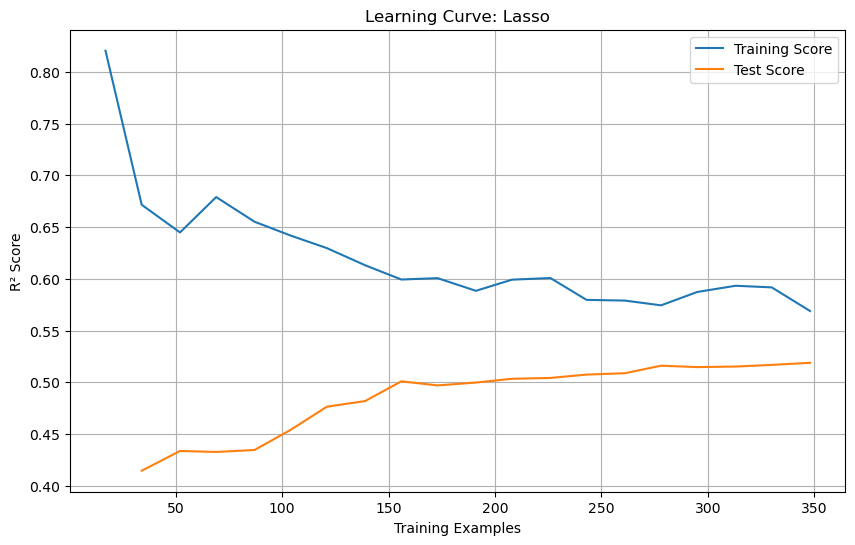 Learning Curve: Lasso
Training Score
Test Score
R² Score
0.80
0.75
0.70
0.65
0.60
0.55
0.50
0.45
0.40
50 100 150 200 250 300 350
Training Examples